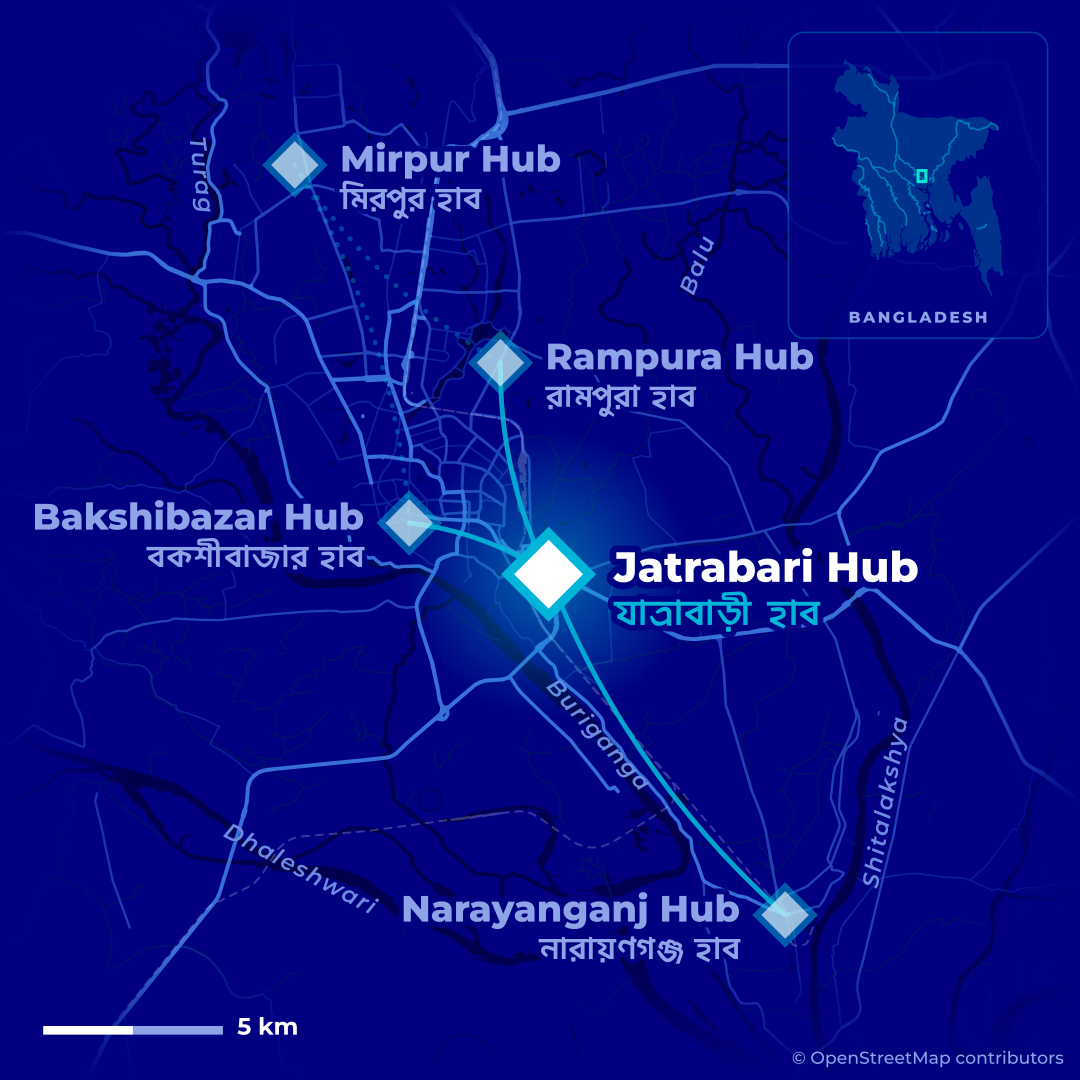 Turag
Mirpur Hub
মিরপুর হাব
Balu
BANGLADESH
Rampura Hub
রামপুরা হাব
Bakshibazar Hub
বকশীবাজার হাব
Jatrabari Hub
যাত্রাবাড়ী হাব
Buriganga
Shitalakshya
Dhaleshwari
Narayanganj Hub
নারায়ণগঞ্জ হাব
5 km
© OpenStreetMap contributors